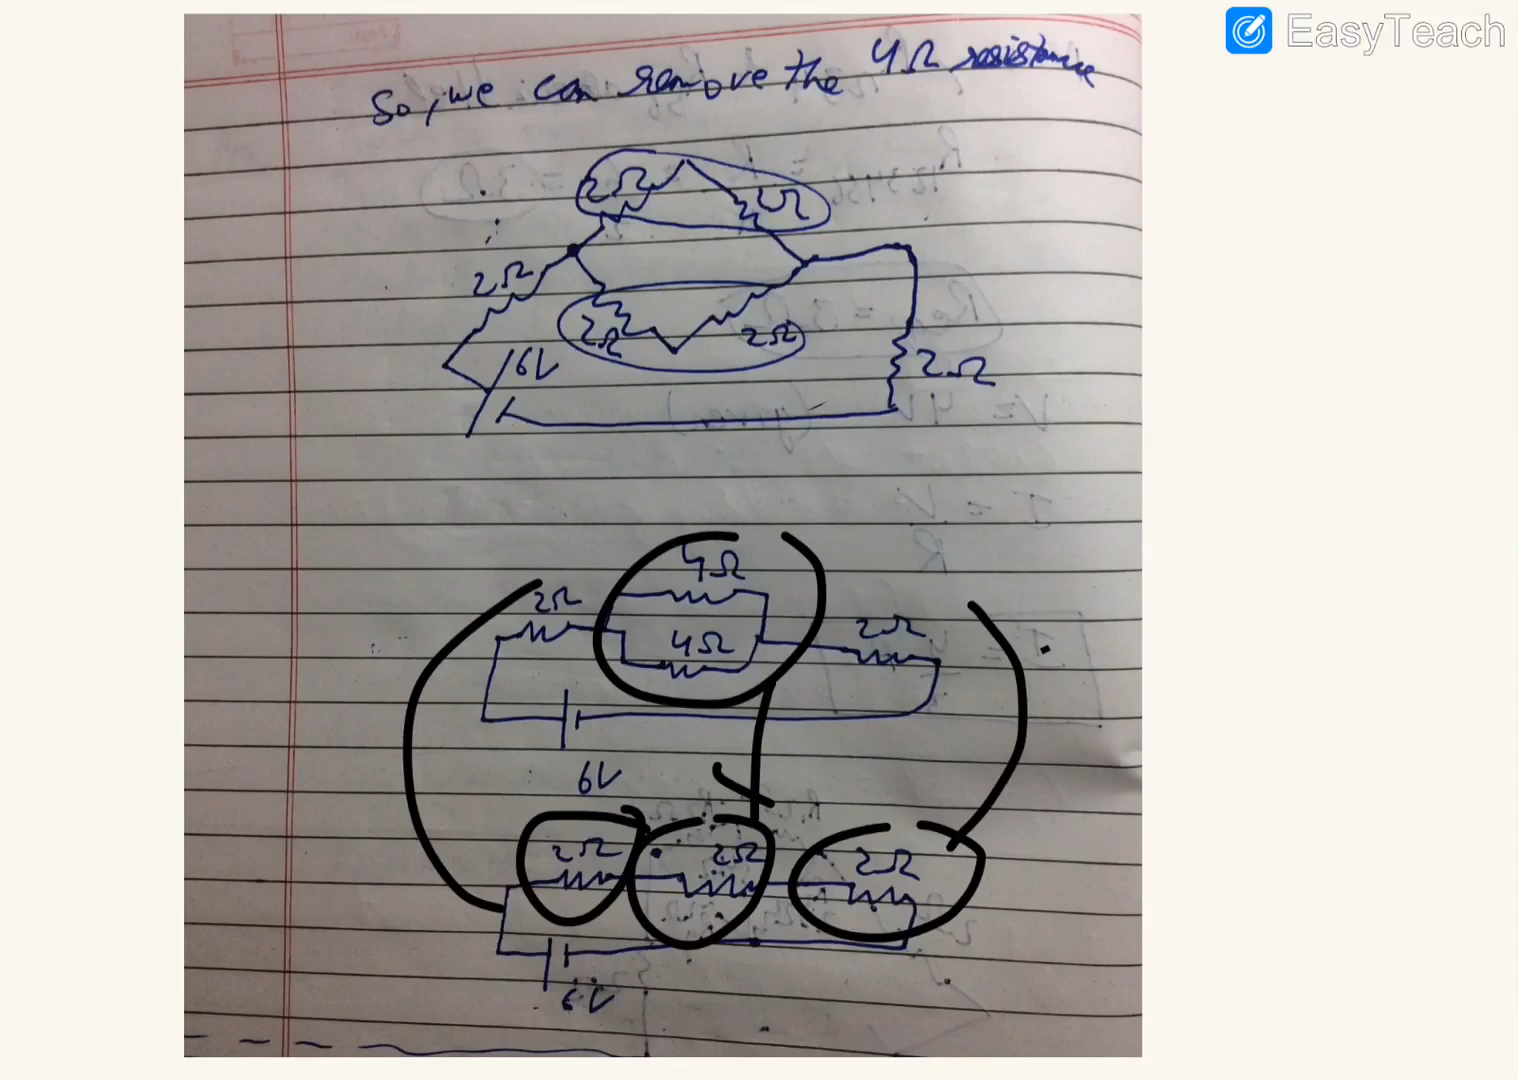 EasyTeach
So, we can remove the 4Ω resistance
2Ω 2Ω
2Ω
2Ω 2Ω
6V 2Ω
4Ω
2Ω 4Ω 2Ω
6V
2Ω 2Ω 2Ω
6V